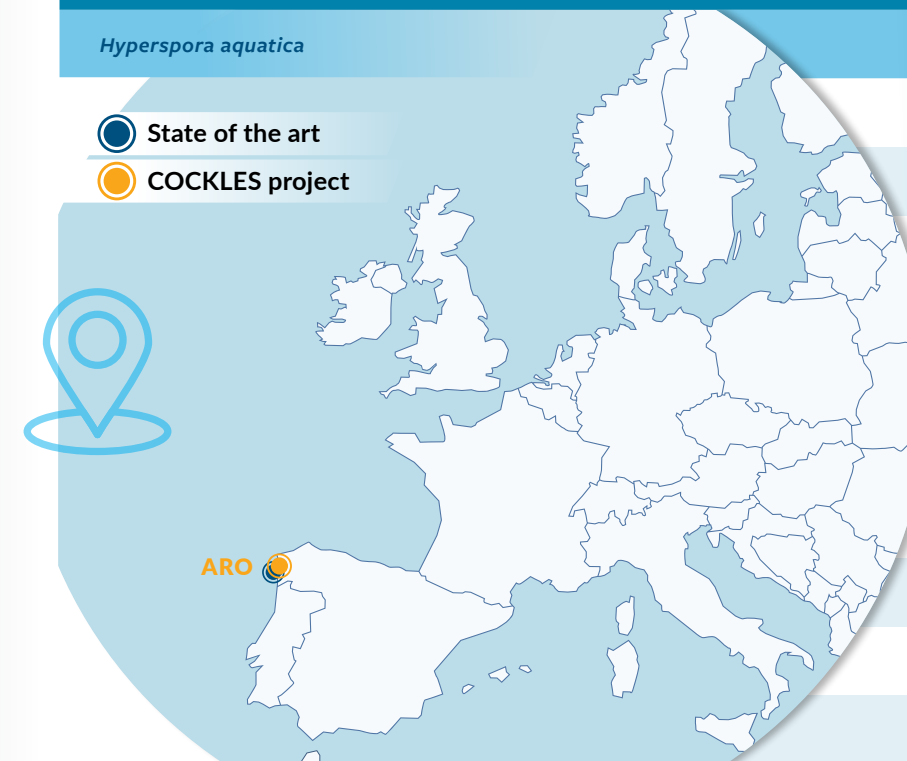 Hyperspora aquatica
State of the art
COCKLES project
ARO